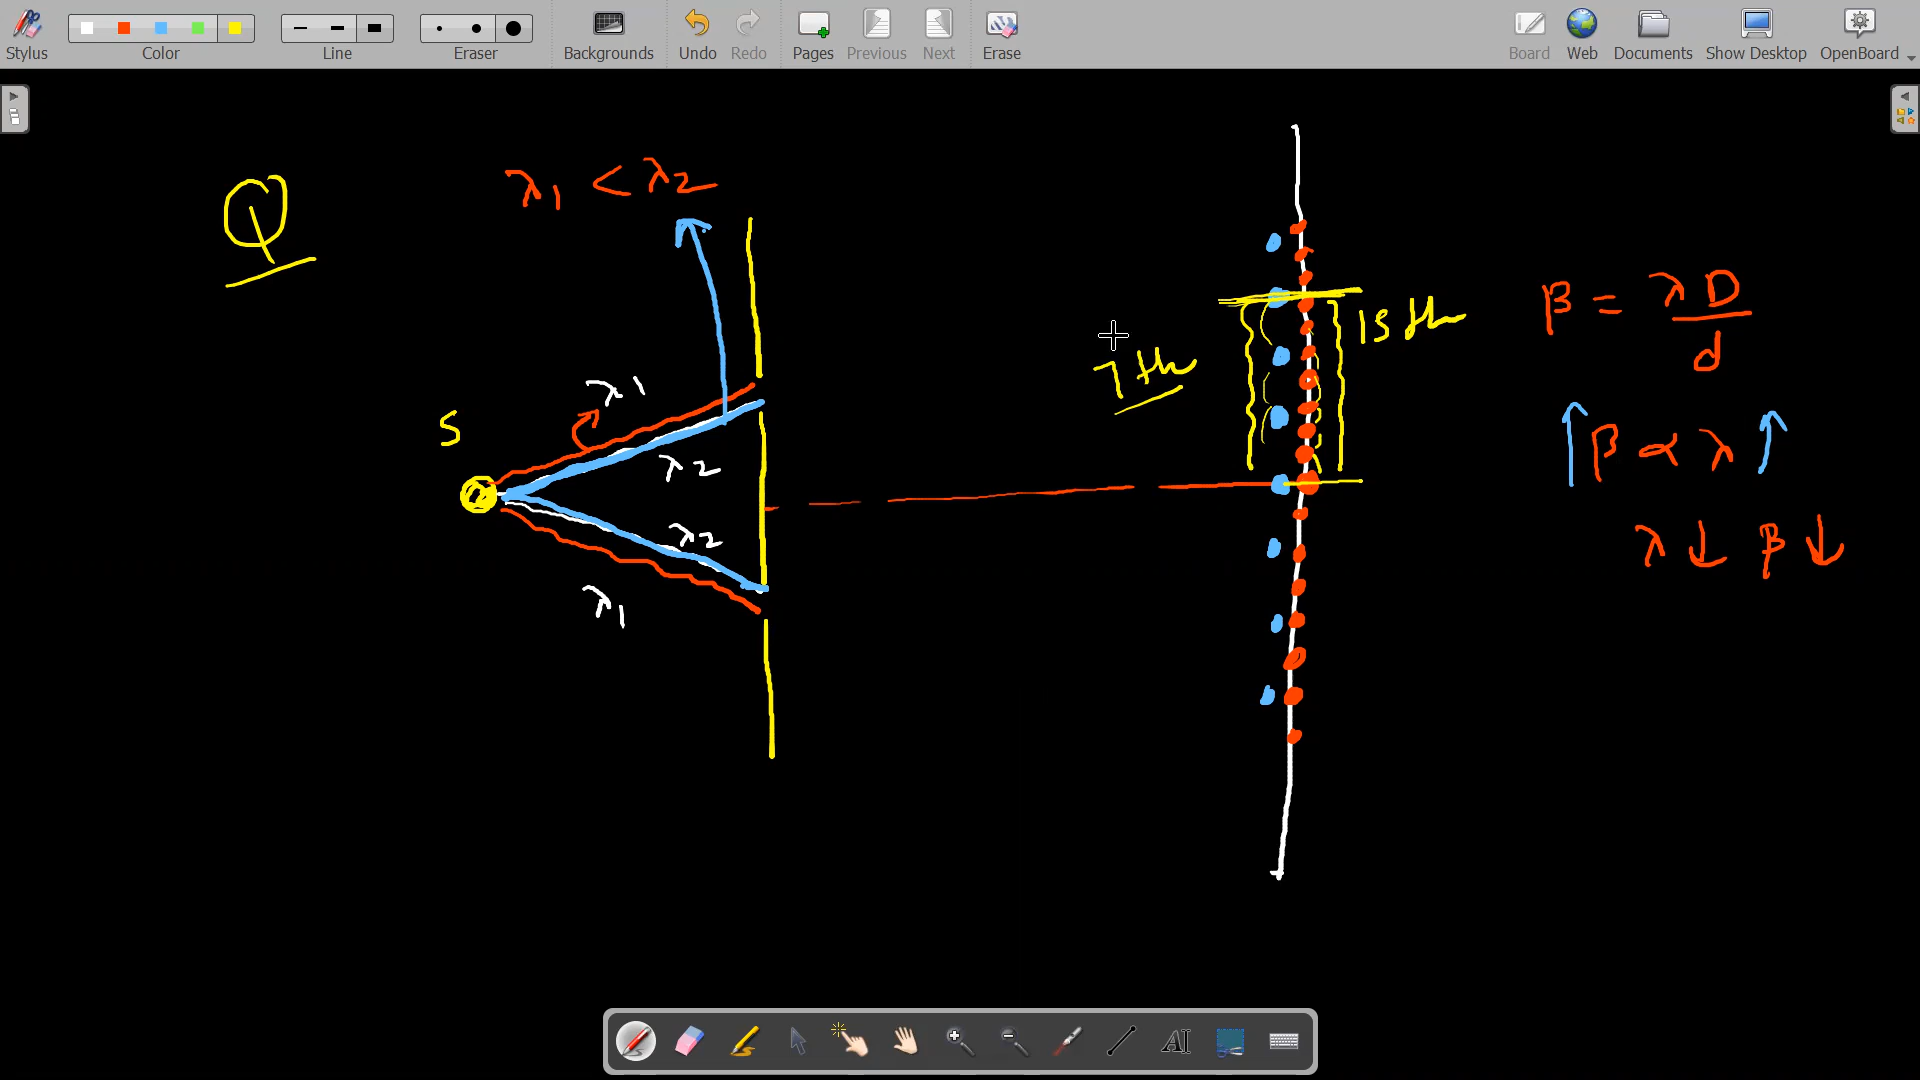 Stylus
Color
Line
Eraser
Backgrounds
Undo
Redo
Pages
Previous
Next
Erase
Board
Web
Documents
Show Desktop
OpenBoard
Q
λ1 < λ2
S
λ1
λ2
λ2
λ1
7th
15th
β = λD/d
↑ β ∝ λ ↑
λ ↓ β ↓
AI